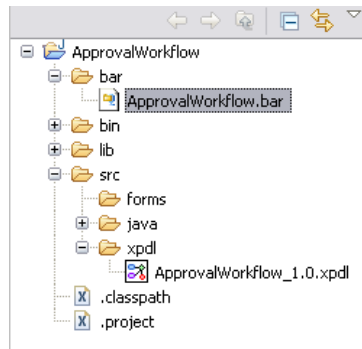 ApprovalWorkflow
bar
ApprovalWorkflow.bar
bin
lib
src
forms
java
xpdl
ApprovalWorkflow_1.0.xpdl
.classpath
.project